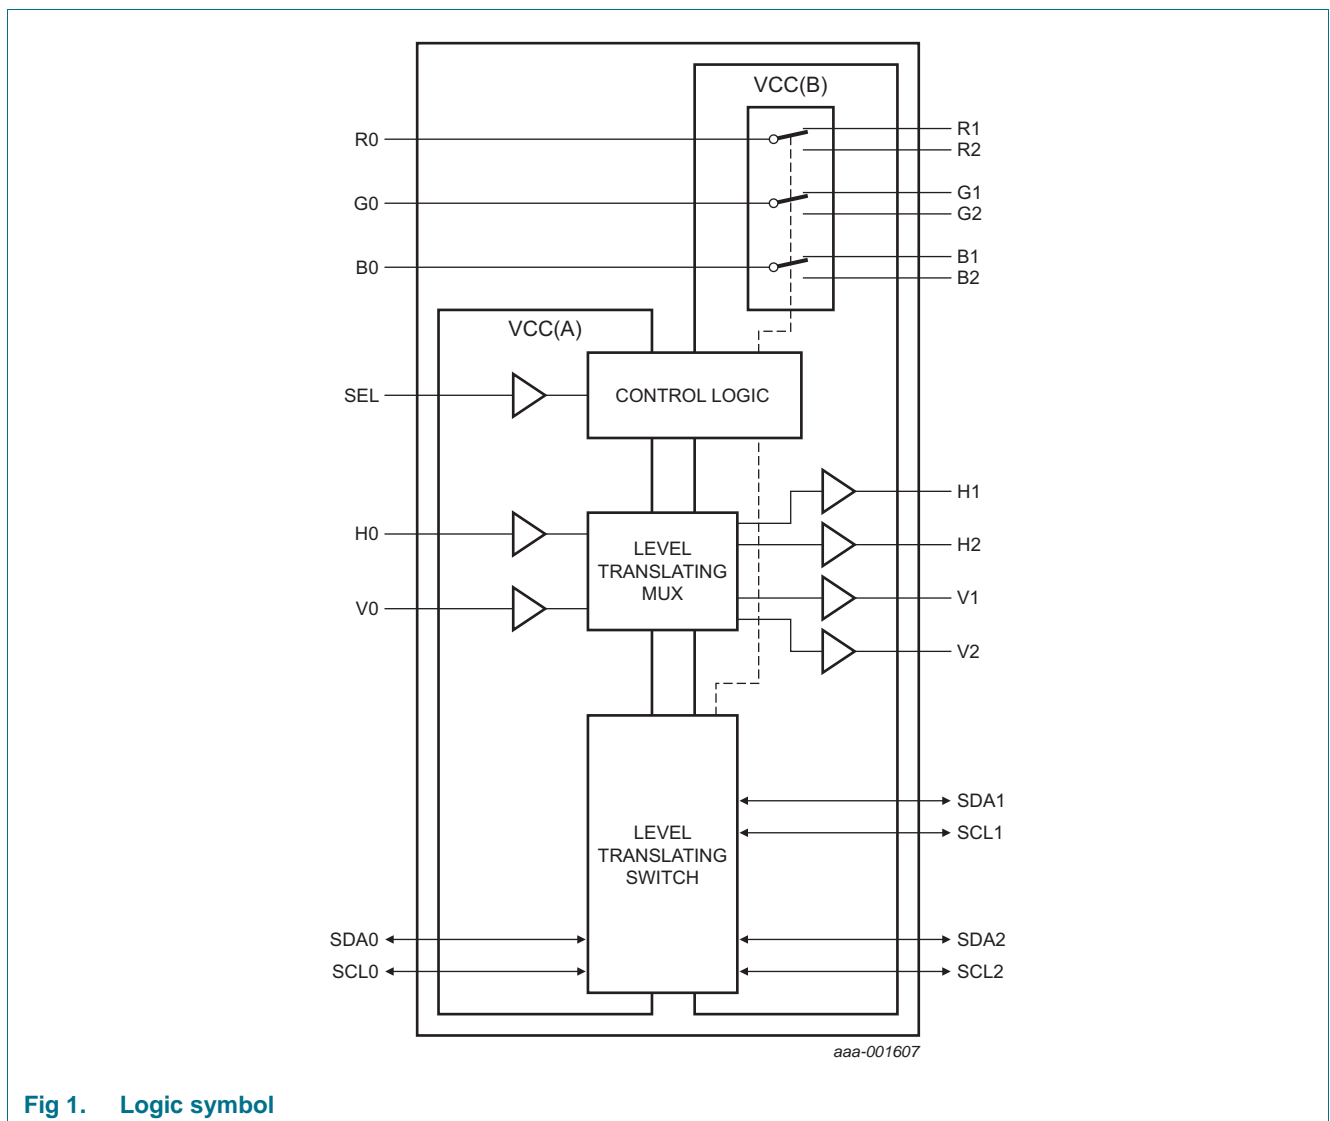 VCC(B)
R0
R1
R2
G0
G1
G2
B0
B1
B2
VCC(A)
SEL
CONTROL LOGIC
H0
V0
LEVEL
TRANSLATING
MUX
H1
H2
V1
V2
LEVEL
TRANSLATING
SWITCH
SDA1
SCL1
SDA0
SCL0
SDA2
SCL2
aaa-001607
Fig 1. Logic symbol